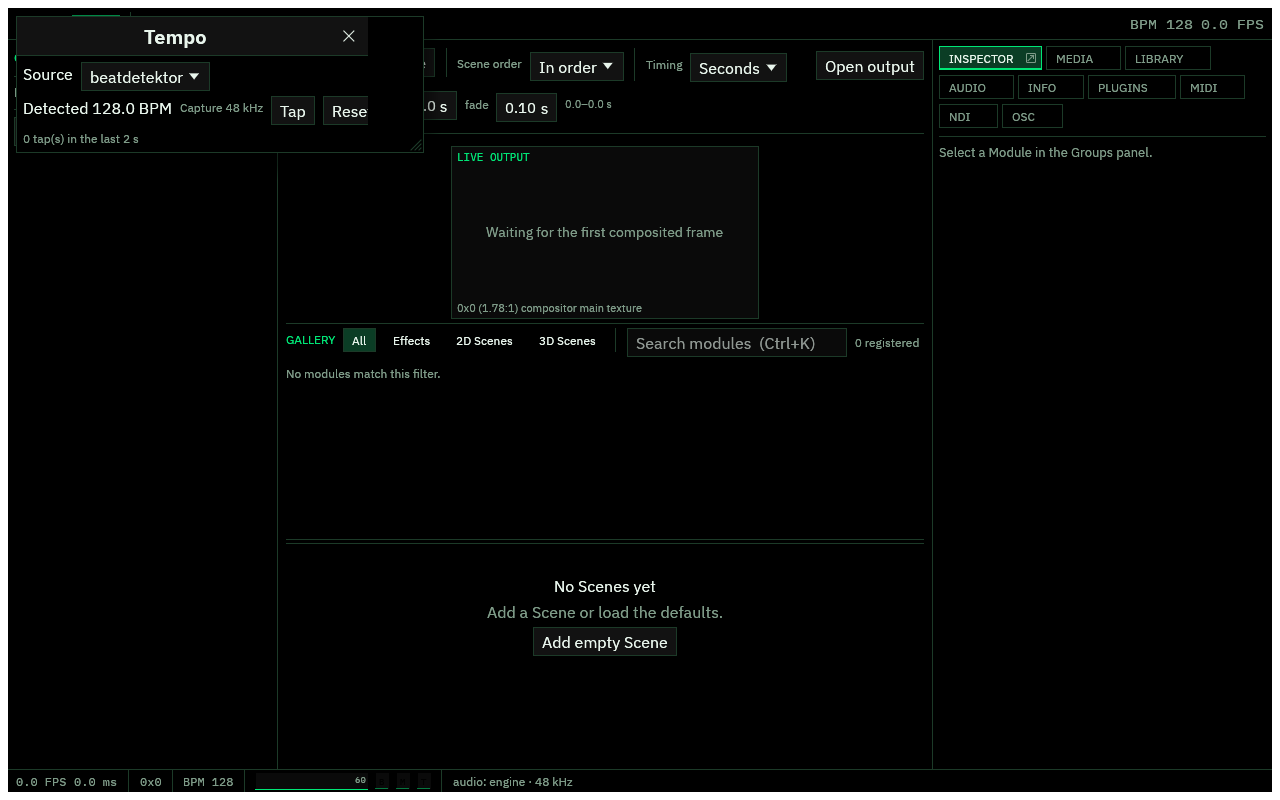 BPM 128 0.0 FPS
Tempo
Source beatdetektor
Detected 128.0 BPM Capture 48 kHz Tap Rese
0 tap(s) in the last 2 s
Scene order In order Timing Seconds Open output
.0 s fade 0.10 s 0.0–0.0 s
LIVE OUTPUT
Waiting for the first composited frame
0x0 (1.78:1) compositor main texture
GALLERY All Effects 2D Scenes 3D Scenes Search modules (Ctrl+K) 0 registered
No modules match this filter.
No Scenes yet
Add a Scene or load the defaults.
Add empty Scene
INSPECTOR MEDIA LIBRARY
AUDIO INFO PLUGINS MIDI
NDI OSC
Select a Module in the Groups panel.
0.0 FPS 0.0 ms 0x0 BPM 128 60 audio: engine · 48 kHz